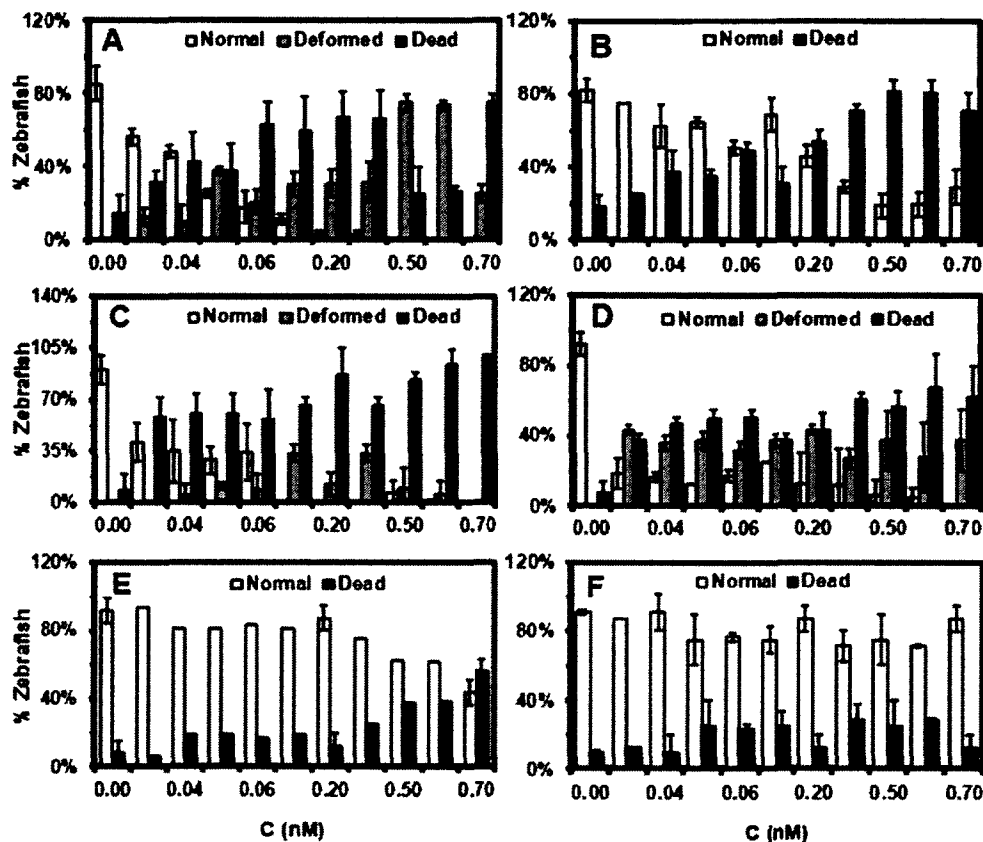 120%
80%
40%
0%
% Zebrafish
A
Normal Deformed Dead
0.00 0.04 0.06 0.20 0.50 0.70
120%
80%
40%
0%
B
Normal Dead
0.00 0.04 0.06 0.20 0.50 0.70
140%
105%
70%
35%
0%
% Zebrafish
C
Normal Deformed Dead
0.00 0.04 0.06 0.20 0.50 0.70
120%
80%
40%
0%
D
Normal Deformed Dead
0.00 0.04 0.06 0.20 0.50 0.70
120%
80%
40%
0%
% Zebrafish
E
Normal Dead
0.00 0.04 0.06 0.20 0.50 0.70
C (nM)
120%
80%
40%
0%
F
Normal Dead
0.00 0.04 0.06 0.20 0.50 0.70
C (nM)